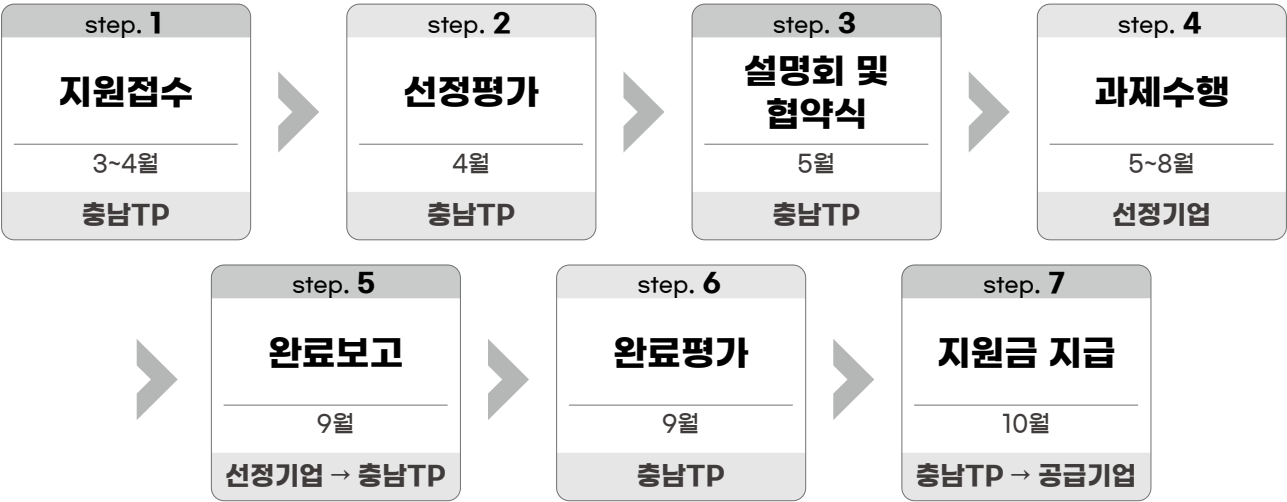 step. 1
지원접수
3~4월
충남TP
step. 2
선정평가
4월
충남TP
step. 3
설명회 및
협약식
5월
충남TP
step. 4
과제수행
5~8월
선정기업
step. 5
완료보고
9월
선정기업 → 충남TP
step. 6
완료평가
9월
충남TP
step. 7
지원금 지급
10월
충남TP → 공급기업